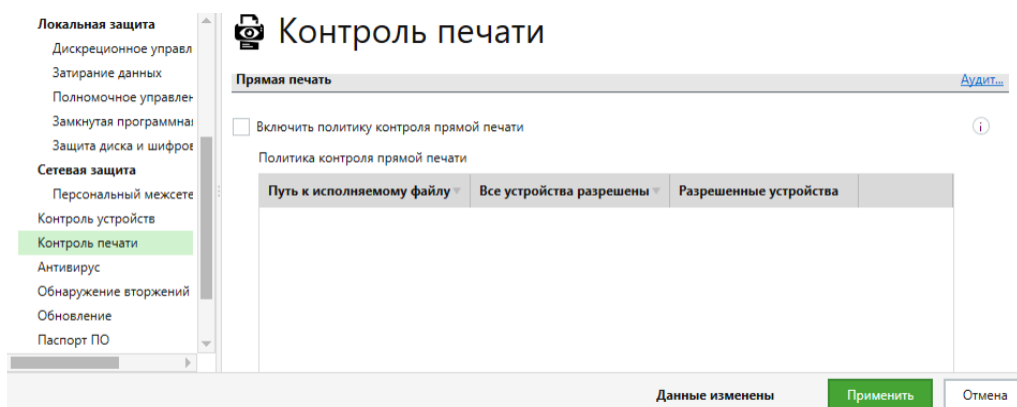 Локальная защита
Дискреционное управл
Затирание данных
Полномочное управлен
Замкнутая программна
Защита диска и шифров
Сетевая защита
Персональный межсете
Контроль устройств
Контроль печати
Антивирус
Обнаружение вторжений
Обновление
Паспорт ПО
Контроль печати
Прямая печать
Аудит...
Включить политику контроля прямой печати
Политика контроля прямой печати
Путь к исполняемому файлу Все устройства разрешены Разрешенные устройства
Данные изменены Применить Отмена